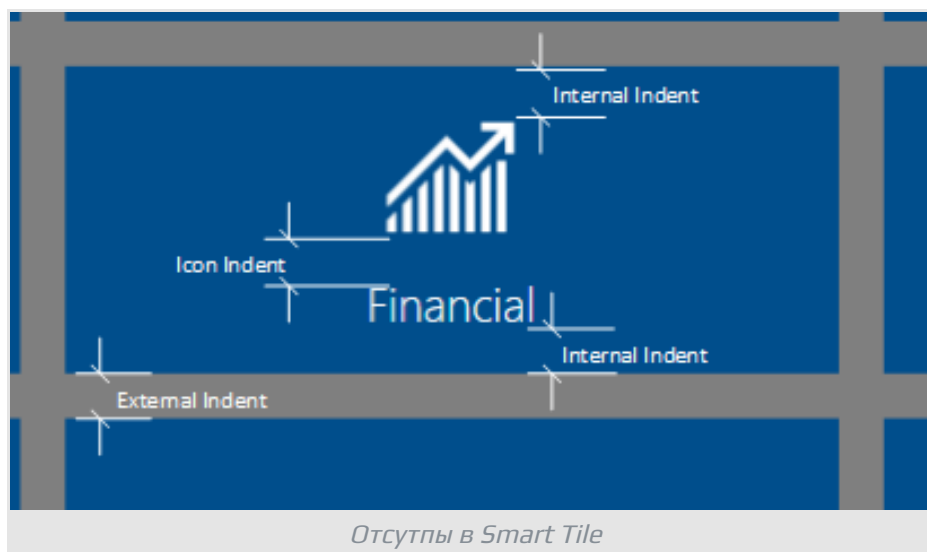 Internal Indent
Icon Indent
Financial
Internal Indent
External Indent
Отсутпы в Smart Tile